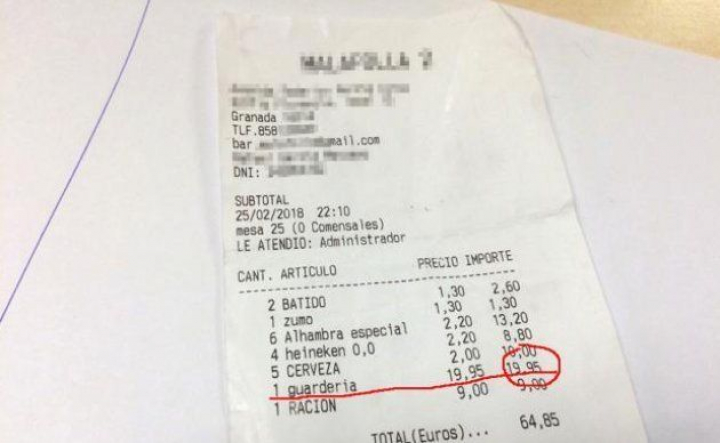 Granada
TLF.858
bar mail.com
DNI:
SUBTOTAL
25/02/2018 22:10
mesa 25 (0 Comensales)
LE ATENDIO: Administrador
CANT. ARTICULO PRECIO IMPORTE
2 BATIDO 1,30 2,60
1 zumo 1,30 1,30
6 Alhambra especial 2,20 13,20
4 heineken 0,0 2,20 8,80
5 CERVEZA 2,00 10,00
1 guarderia 19,95 19,95
1 RACION 9,00 9,00
TOTAL(Euros)... 64,85